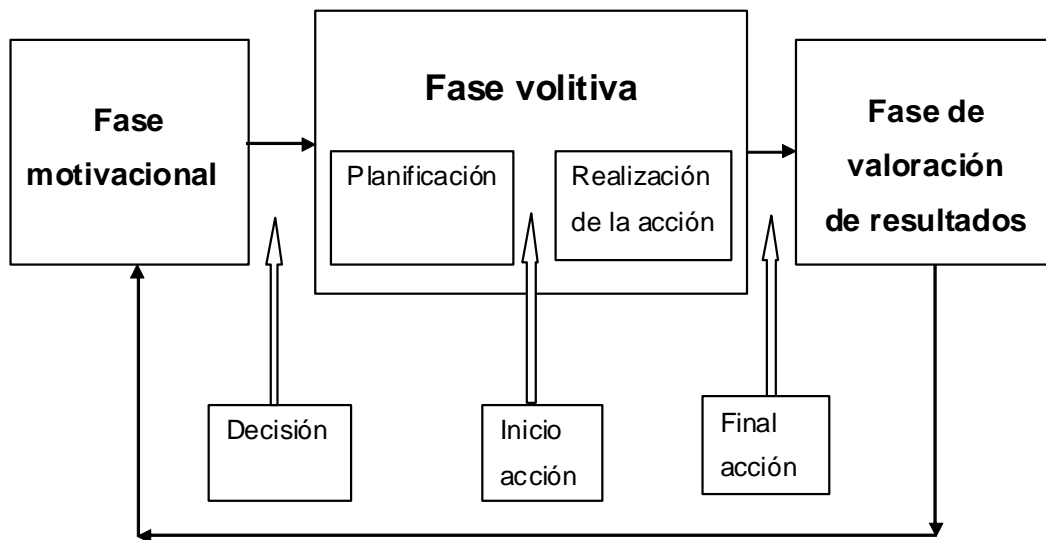 Fase
motivacional
Fase volitiva
Planificación
Realización
de la acción
Fase de
valoración
de resultados
Decisión
Inicio
acción
Final
acción